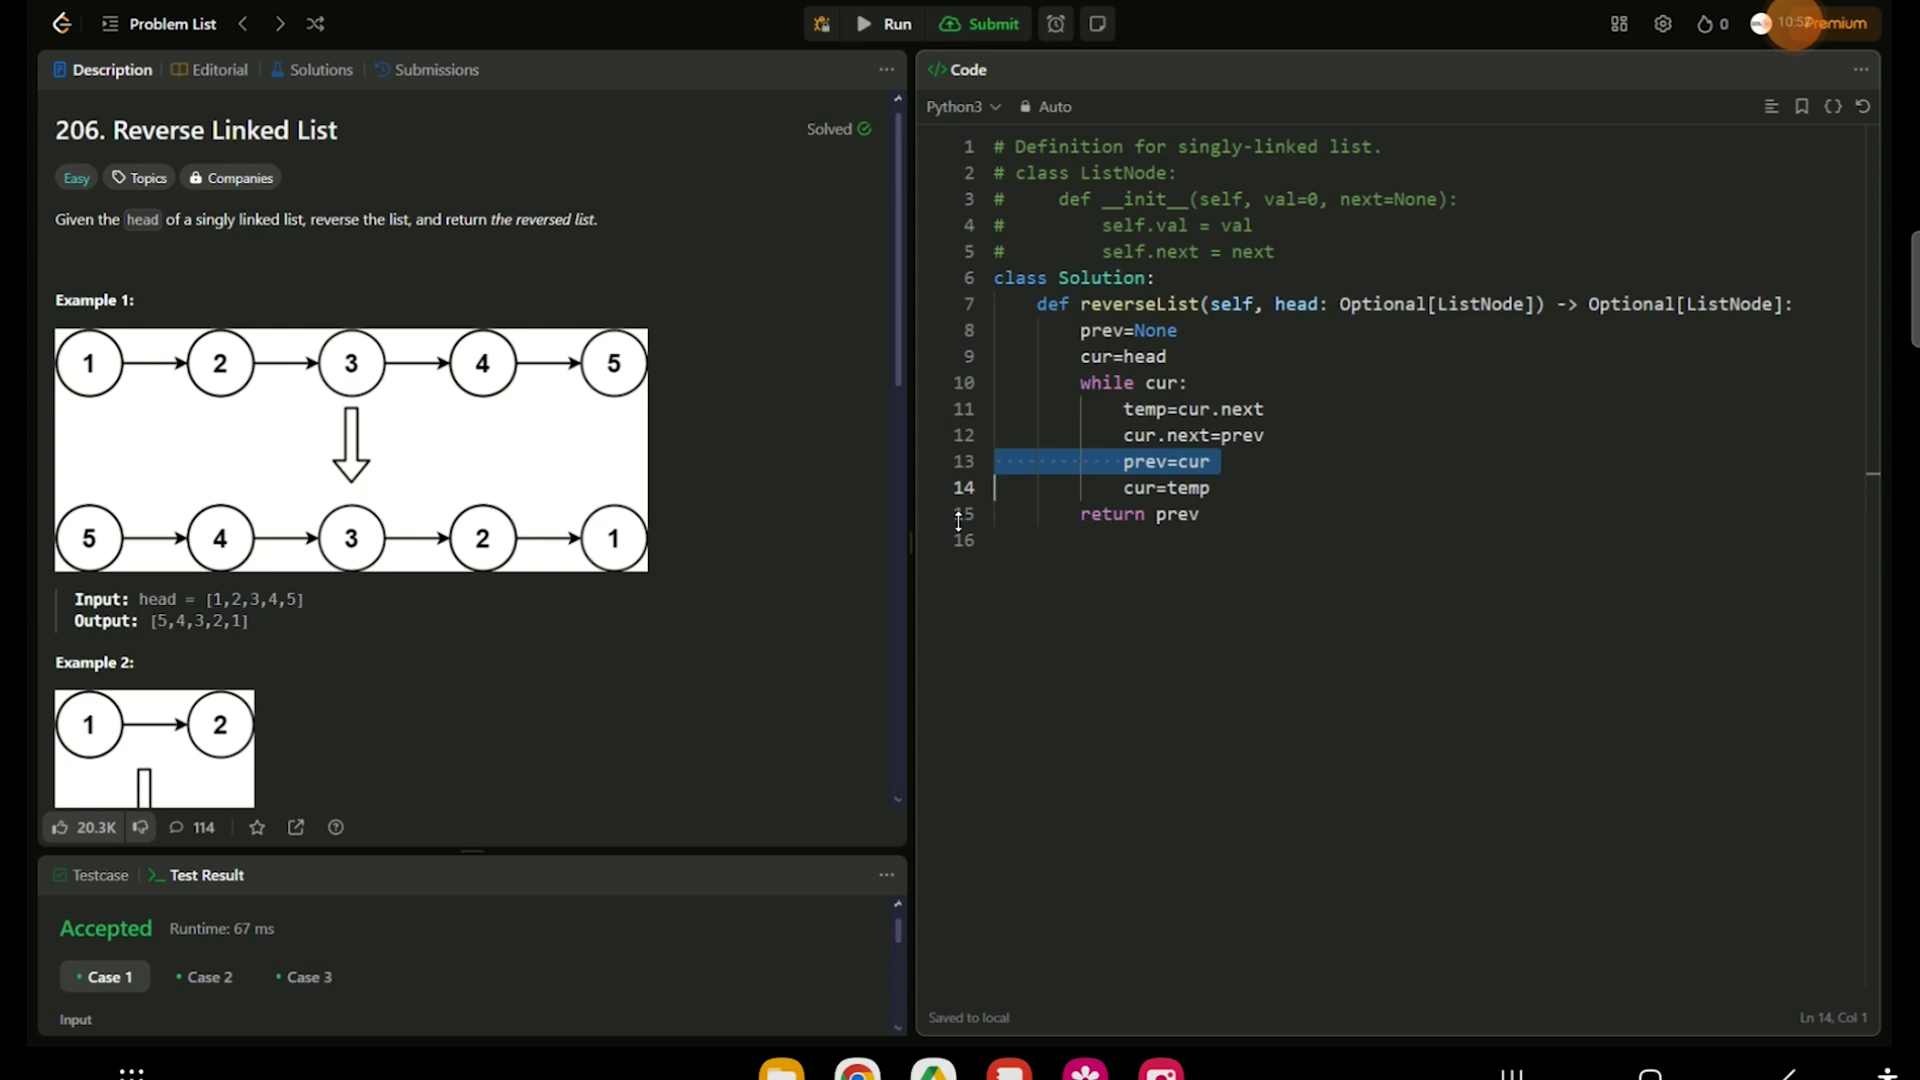 Problem List
Run
Submit
0
10:52
Premium
Description
Editorial
Solutions
Submissions
206. Reverse Linked List
Solved
Easy
Topics
Companies
Given the head of a singly linked list, reverse the list, and return the reversed list.
Example 1:
1 2 3 4 5
5 4 3 2 1
Input: head = [1,2,3,4,5]
Output: [5,4,3,2,1]
Example 2:
1 2
20.3K
114
Testcase
Test Result
Accepted
Runtime: 67 ms
Case 1
Case 2
Case 3
Input
Code
Python3
Auto
1 # Definition for singly-linked list.
2 # class ListNode:
3 #     def __init__(self, val=0, next=None):
4 #         self.val = val
5 #         self.next = next
6 class Solution:
7     def reverseList(self, head: Optional[ListNode]) -> Optional[ListNode]:
8         prev=None
9         cur=head
10         while cur:
11             temp=cur.next
12             cur.next=prev
13             prev=cur
14             cur=temp
15         return prev
16
Saved to local
Ln 14, Col 1